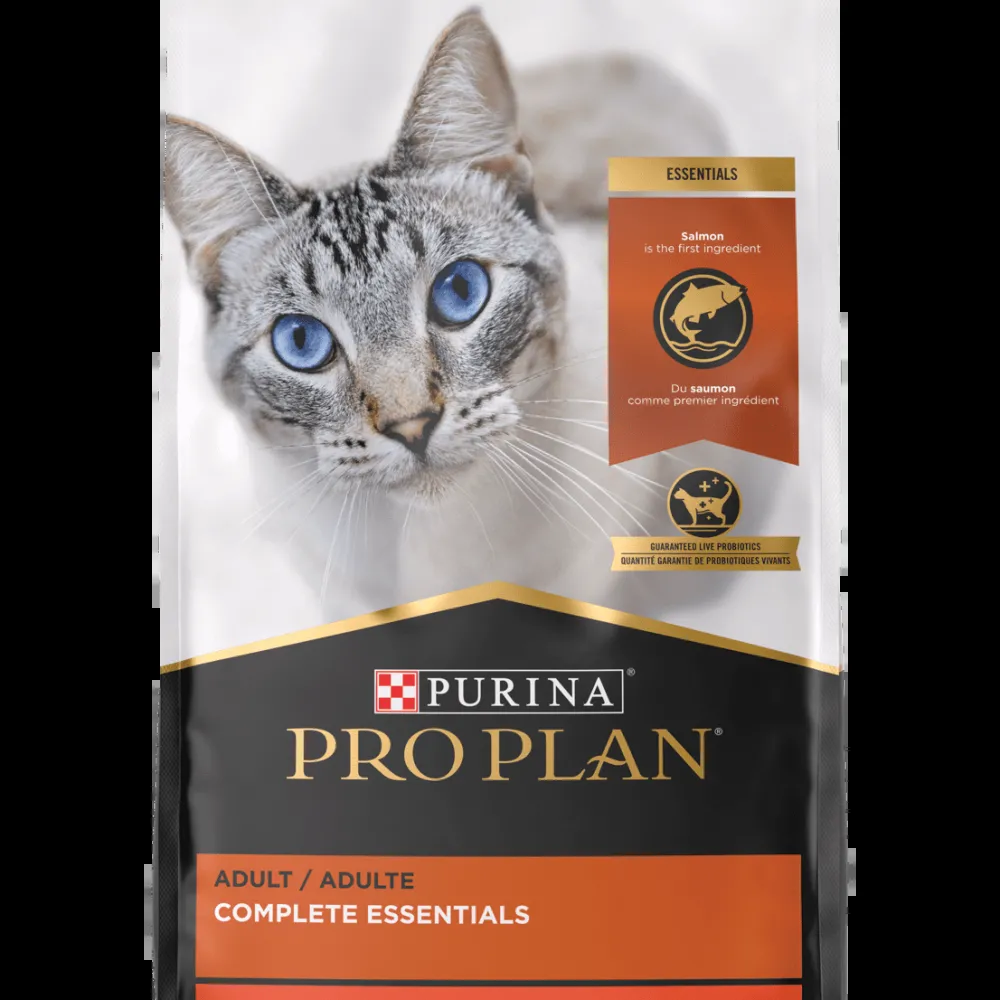 ESSENTIALS
Salmon
is the first ingredient
Du saumon
comme premier ingrédient
GUARANTEED LIVE PROBIOTICS
QUANTITÉ GARANTIE DE PROBIOTIQUES VIVANTS
PURINA®
PRO PLAN®
ADULT / ADULTE
COMPLETE ESSENTIALS